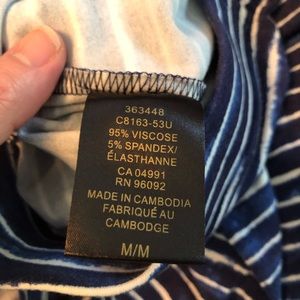 363448
C8163-53U
95% VISCOSE
5% SPANDEX/
ÉLASTHANNE
CA 04991
RN 96092
MADE IN CAMBODIA
FABRIQUÉ AU
CAMBODGE
M/M